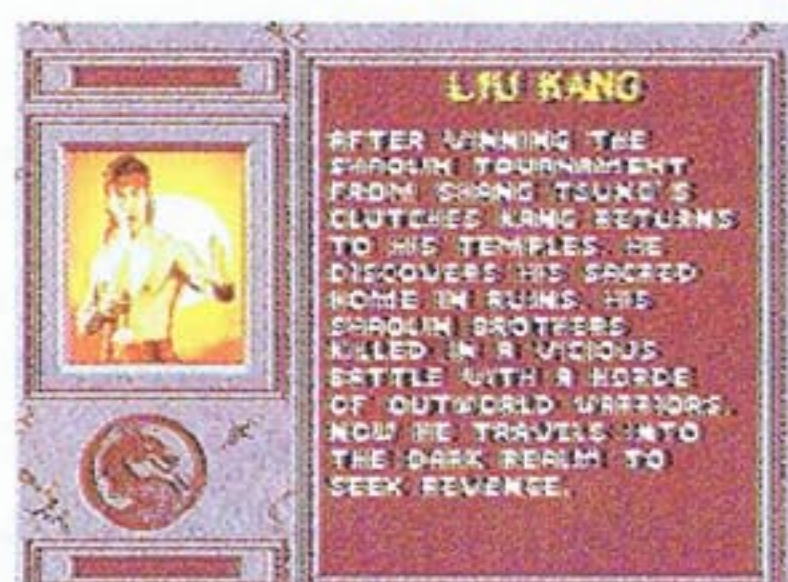 LIU KANG
AFTER WINNING THE
SHAOLIN TOURNAMENT
FROM SHANG TSUNG'S
CLUTCHES KANG RETURNS
TO HIS TEMPLES. HE
DISCOVERS HIS SACRED
HOME IN RUINS. HIS
SHAOLIN BROTHERS
KILLED IN A VICIOUS
BATTLE WITH A HORDE
OF OUTWORLD WARRIORS.
NOW HE TRAVELS INTO
THE DARK REALM TO
SEEK REVENGE.